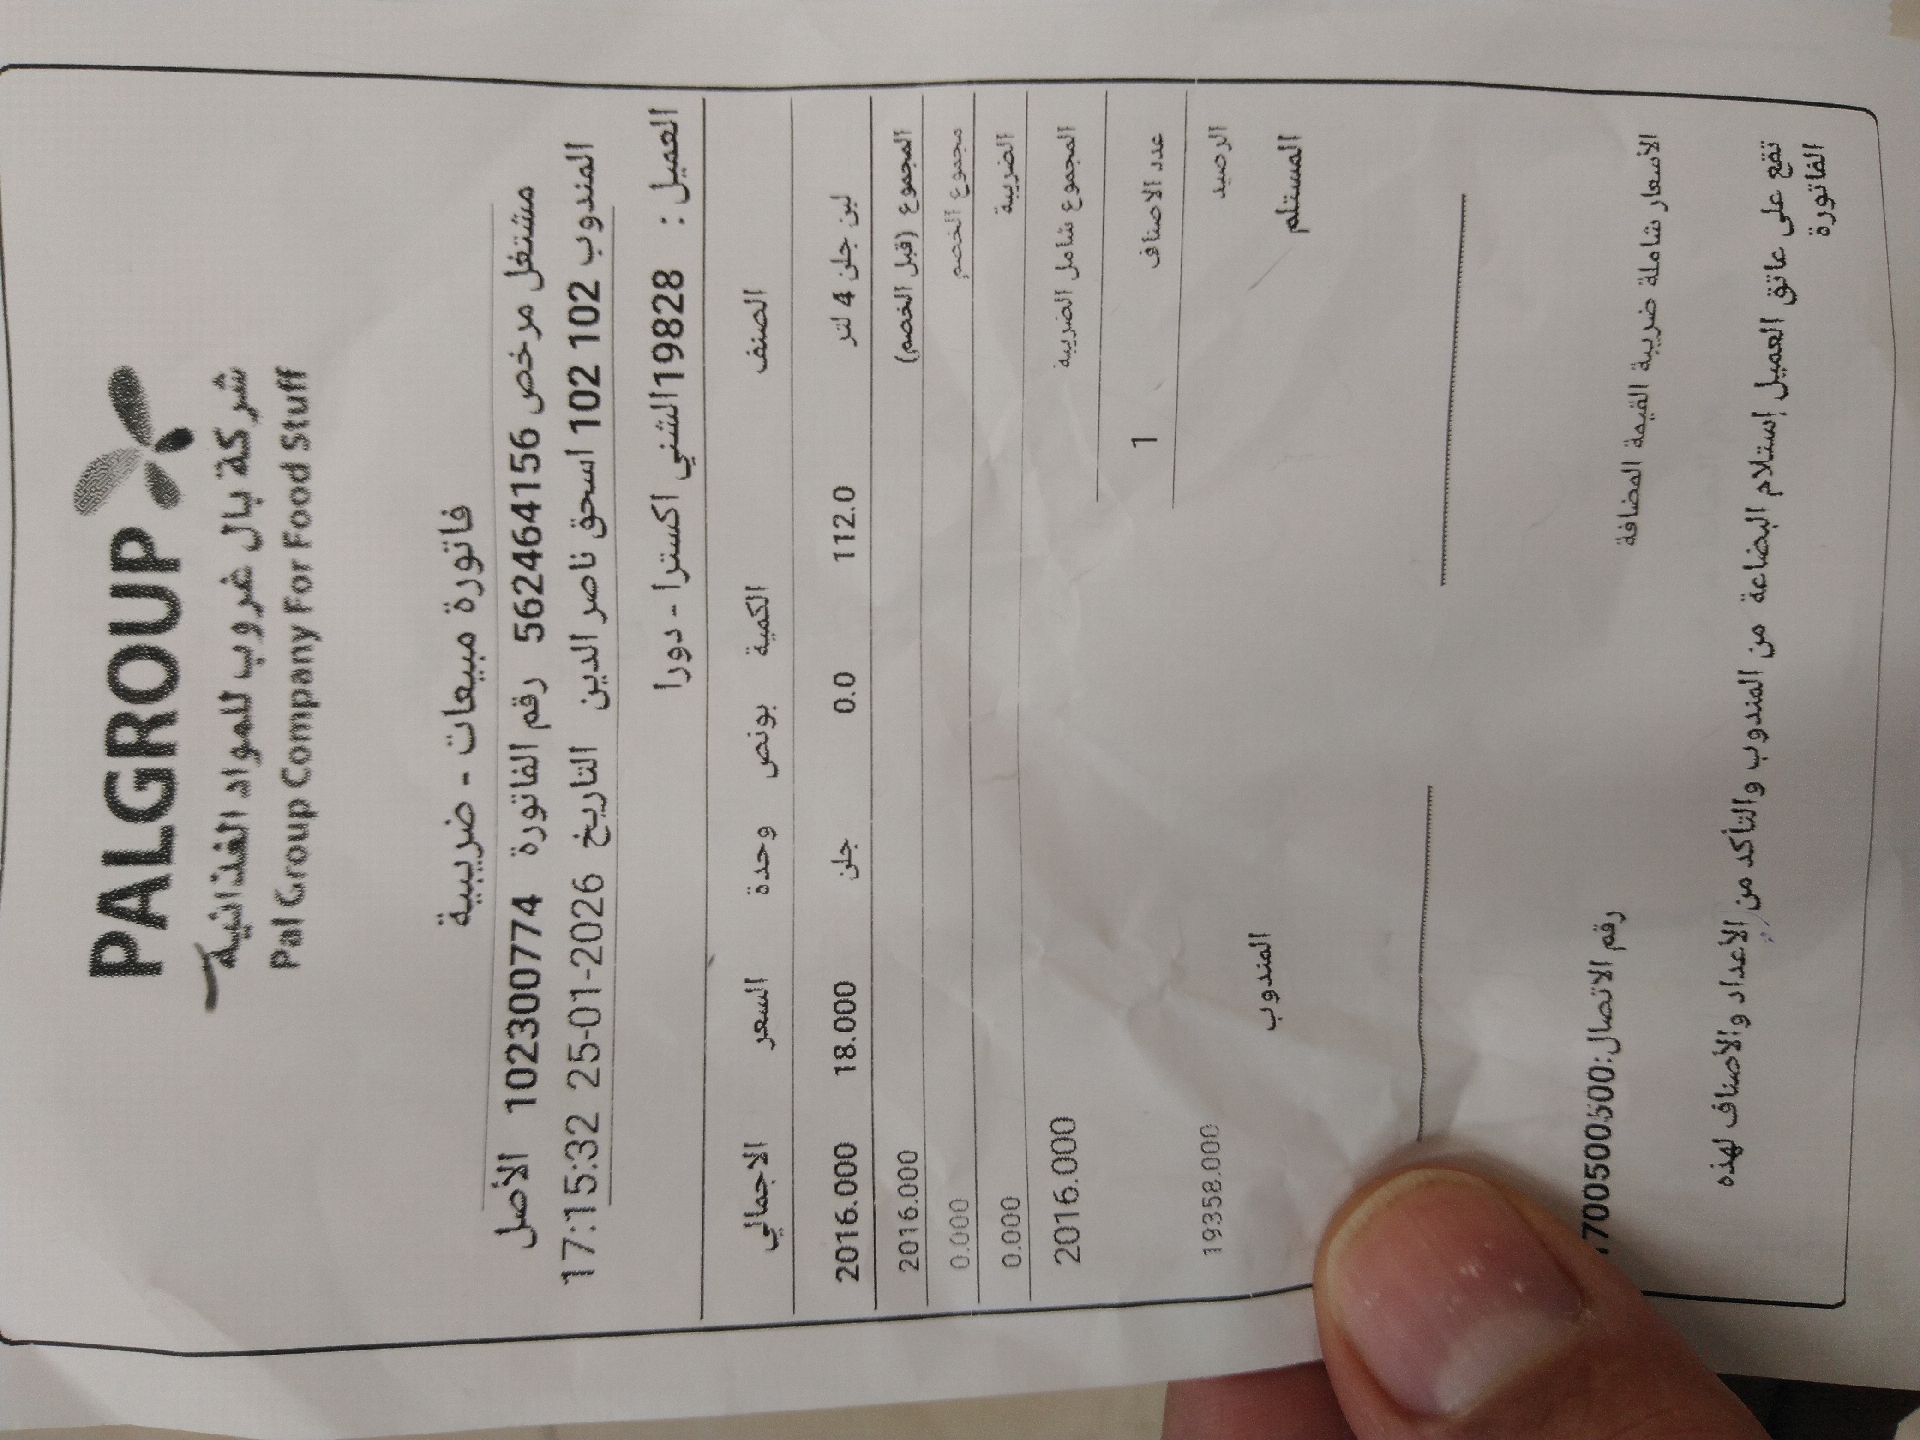 PALGROUP
شركة بال غروب للمواد الغذائية
Pal Group Company For Food Stuff
فاتورة مبيعات - ضريبية
مشتغل مرخص 562464156 رقم الفاتورة 102300774 الأصل
المندوب 102 102 اسحق ناصر الدين التاريخ 25-01-2026 17:15:32
العميل : 19828الشني اكسترا - دورا
الصنف الكمية بونص وحدة السعر الاجمالي
لبن جلن 4 لتر 112.0 0.0 جلن 18.000 2016.000
المجموع (قبل الخصم) 2016.000
مجموع الخصم 0.000
الضريبة 0.000
المجموع شامل الضريبة 2016.000
عدد الاصناف 1
الرصيد 19358.000
المستلم المندوب
الأسعار شاملة ضريبة القيمة المضافة رقم الاتصال:1700500500
تقع على عاتق العميل إستلام البضاعة من المندوب والتأكد من الأعداد والأصناف لهذه
الفاتورة